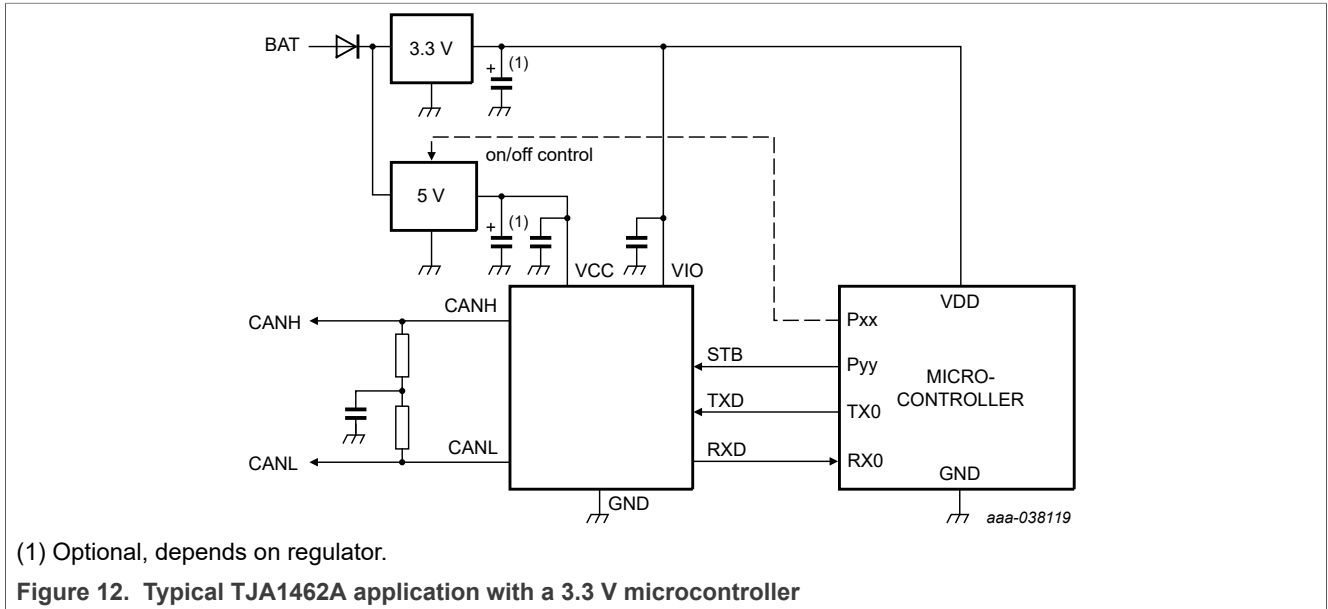 BAT
3.3 V
+ (1)
on/off control
5 V
+ (1)
VCC
VIO
CANH
CANH
VDD
Pxx
STB
Pyy
MICRO-
CONTROLLER
TXD
TX0
CANL
CANL
RXD
RX0
GND
GND
aaa-038119
(1) Optional, depends on regulator.
Figure 12. Typical TJA1462A application with a 3.3 V microcontroller